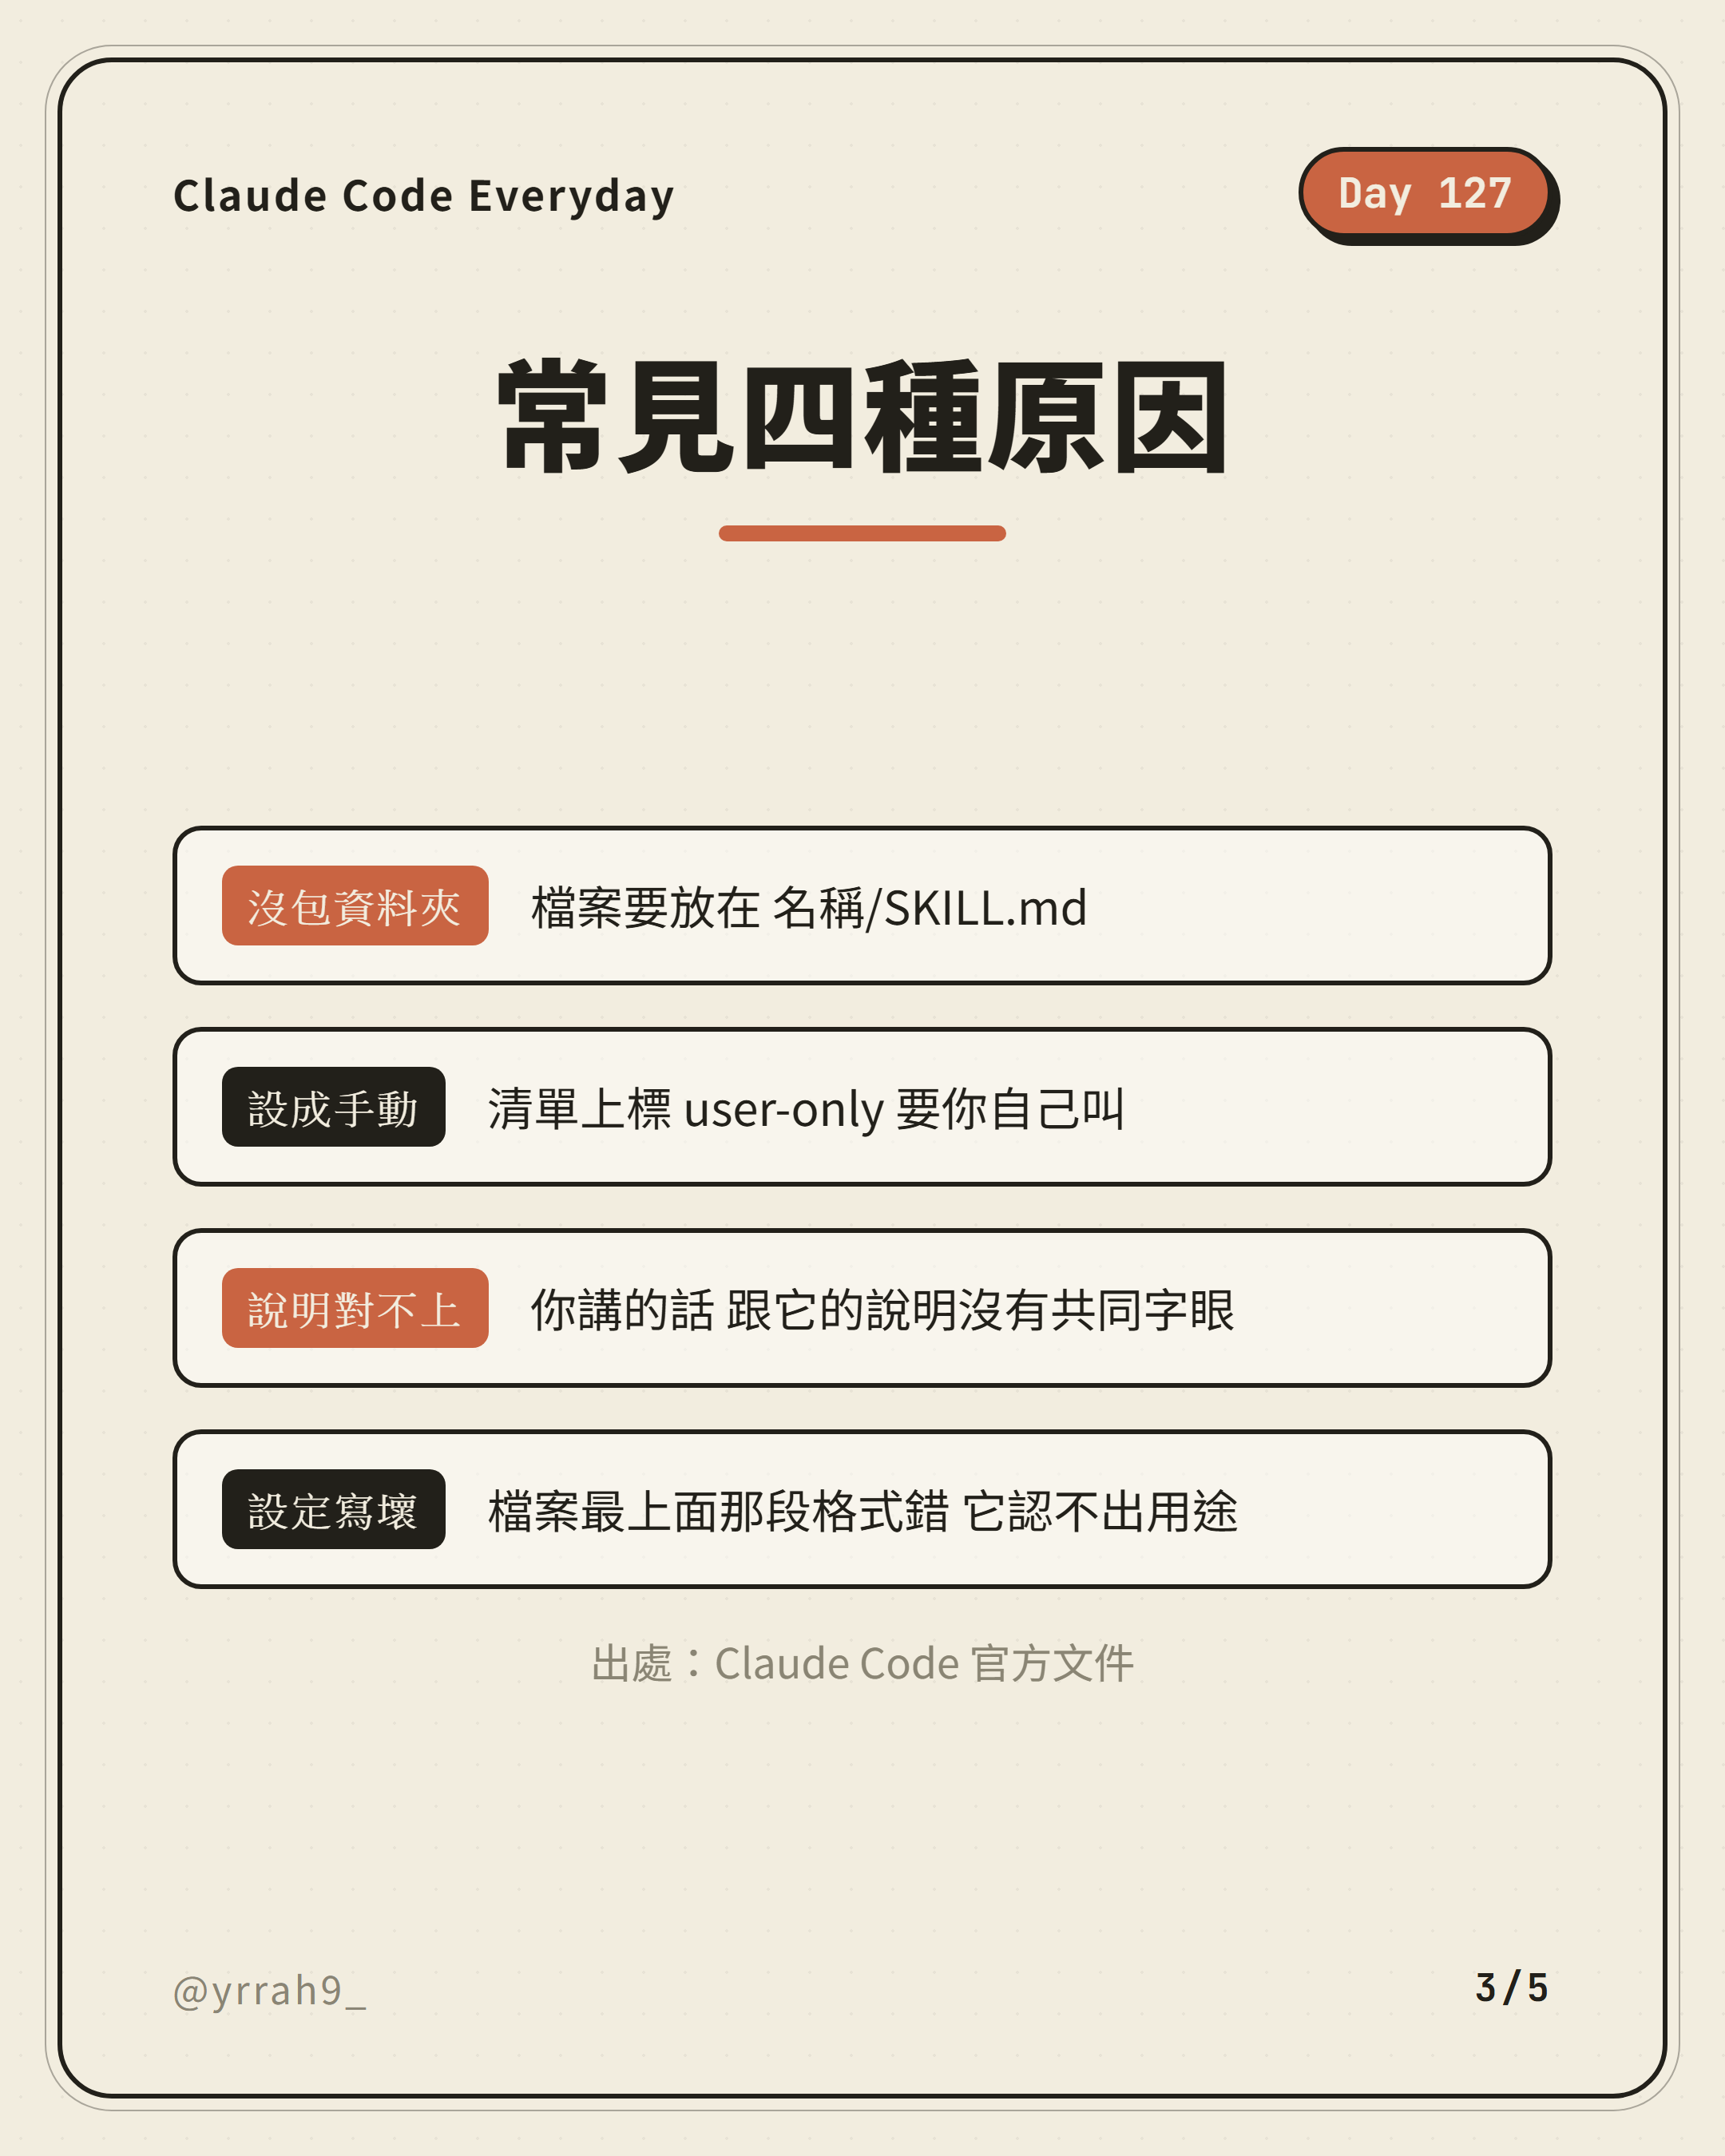 Claude Code Everyday
Day 127
常見四種原因
沒包資料夾 檔案要放在 名稱/SKILL.md
設成手動 清單上標 user-only 要你自己叫
說明對不上 你講的話 跟它的說明沒有共同字眼
設定寫壞 檔案最上面那段格式錯 它認不出用途
出處：Claude Code 官方文件
@yrrah9_
3/5